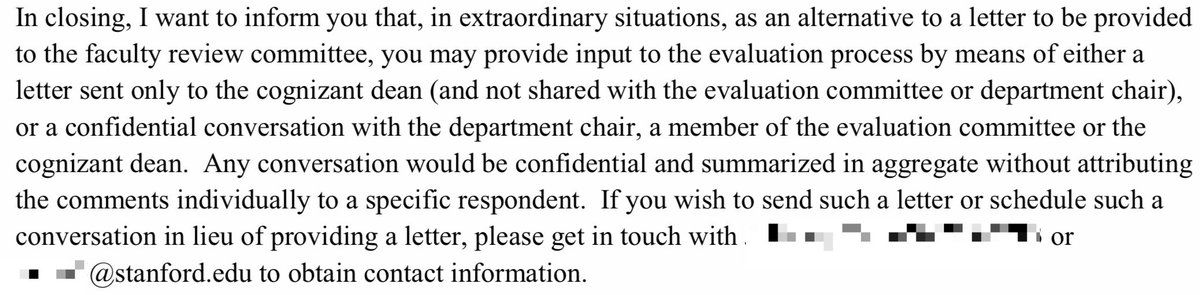 In closing, I want to inform you that, in extraordinary situations, as an alternative to a letter to be provided
to the faculty review committee, you may provide input to the evaluation process by means of either a
letter sent only to the cognizant dean (and not shared with the evaluation committee or department chair),
or a confidential conversation with the department chair, a member of the evaluation committee or the
cognizant dean.  Any conversation would be confidential and summarized in aggregate without attributing
the comments individually to a specific respondent.  If you wish to send such a letter or schedule such a
conversation in lieu of providing a letter, please get in touch with or
@stanford.edu to obtain contact information.